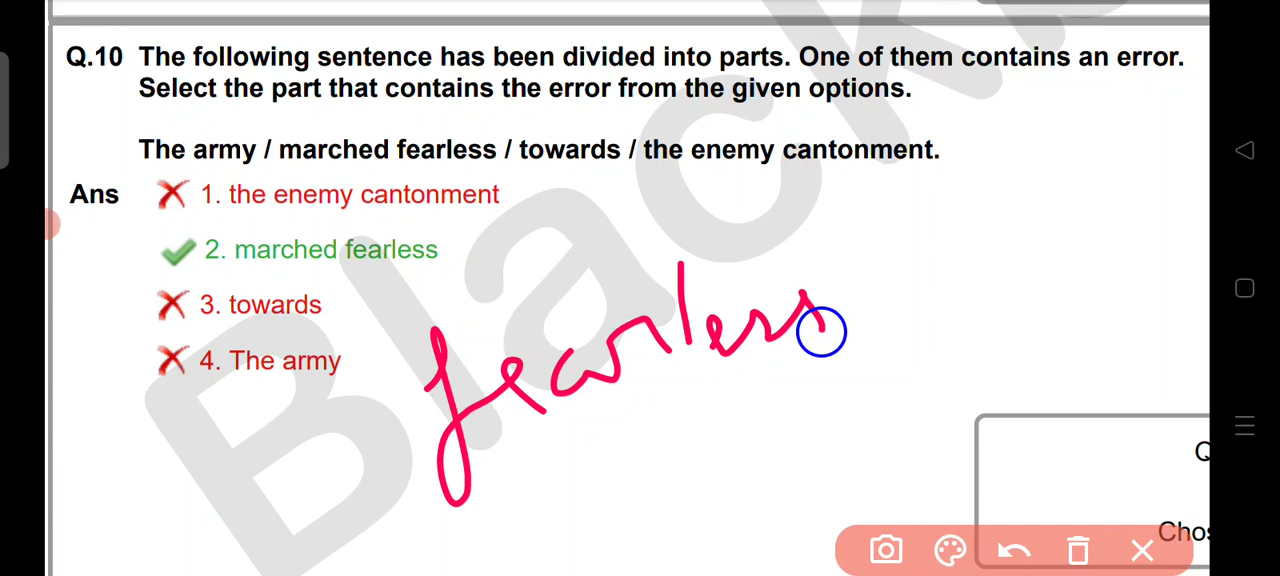 Q.10 The following sentence has been divided into parts. One of them contains an error.
Select the part that contains the error from the given options.
The army / marched fearless / towards / the enemy cantonment.
Ans 1. the enemy cantonment
2. marched fearless
3. towards
4. The army
fearless
Black
Q
Chos